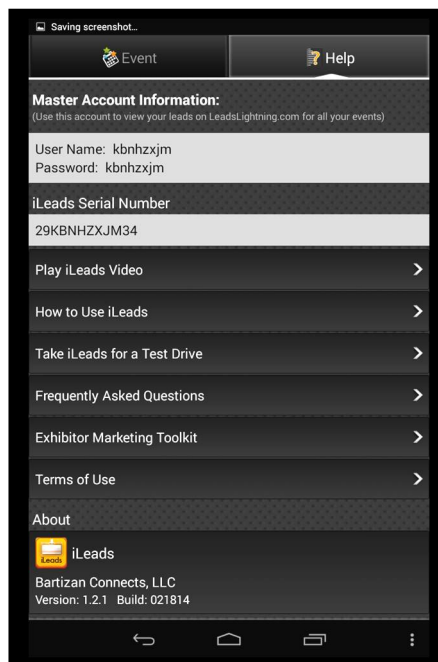 Saving screenshot...
Event
Help
Master Account Information:
(Use this account to view your leads on LeadsLightning.com for all your events)
User Name: kbnhzxjm
Password: kbnhzxjm
iLeads Serial Number
29KBNHZXJM34
Play iLeads Video
How to Use iLeads
Take iLeads for a Test Drive
Frequently Asked Questions
Exhibitor Marketing Toolkit
Terms of Use
About
iLeads
iLeads
Bartizan Connects, LLC
Version: 1.2.1 Build: 021814